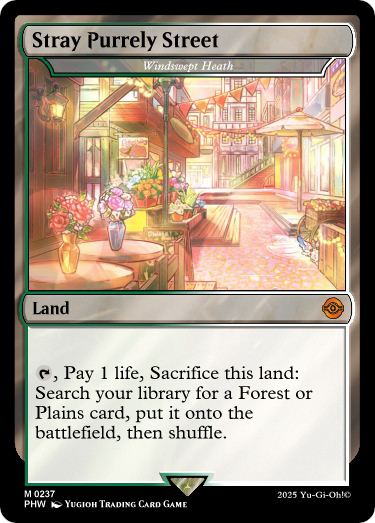 Stray Purrely Street
Windswept Heath
Land
, Pay 1 life, Sacrifice this land:
Search your library for a Forest or
Plains card, put it onto the
battlefield, then shuffle.
M 0237
PHW YUGIOH TRADING CARD GAME
2025 Yu-Gi-Oh!©